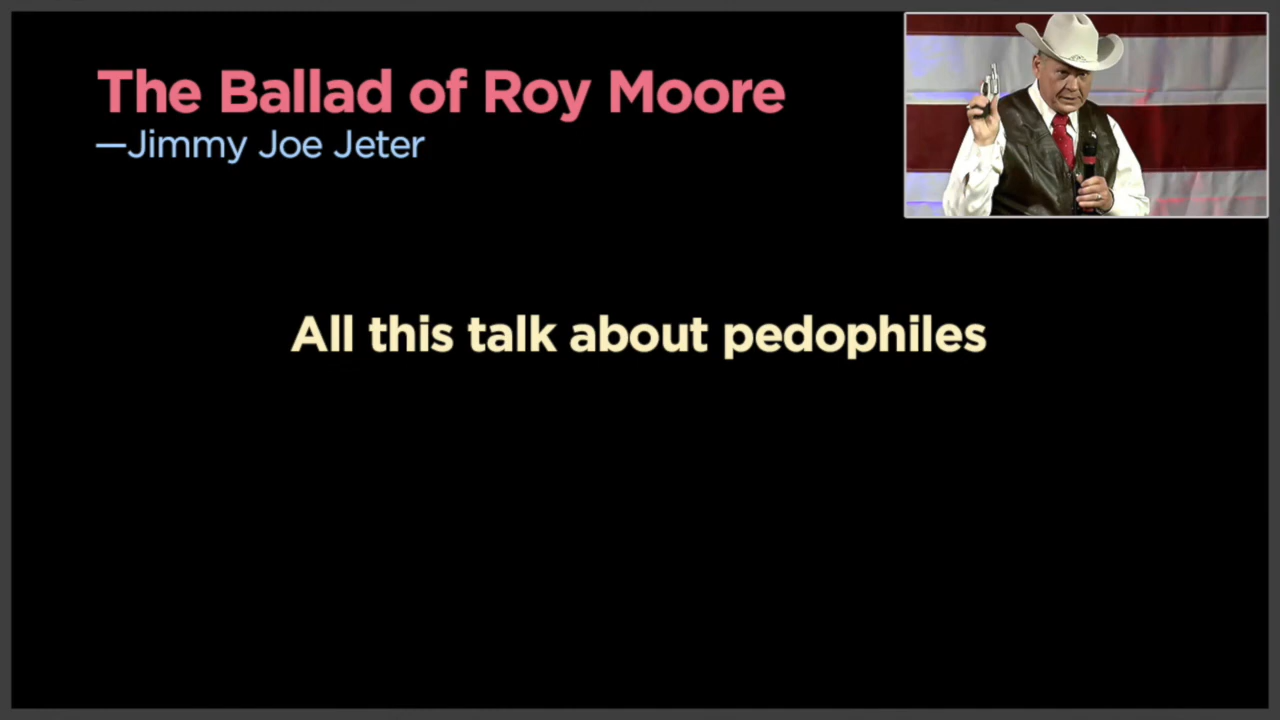 The Ballad of Roy Moore
—Jimmy Joe Jeter
All this talk about pedophiles